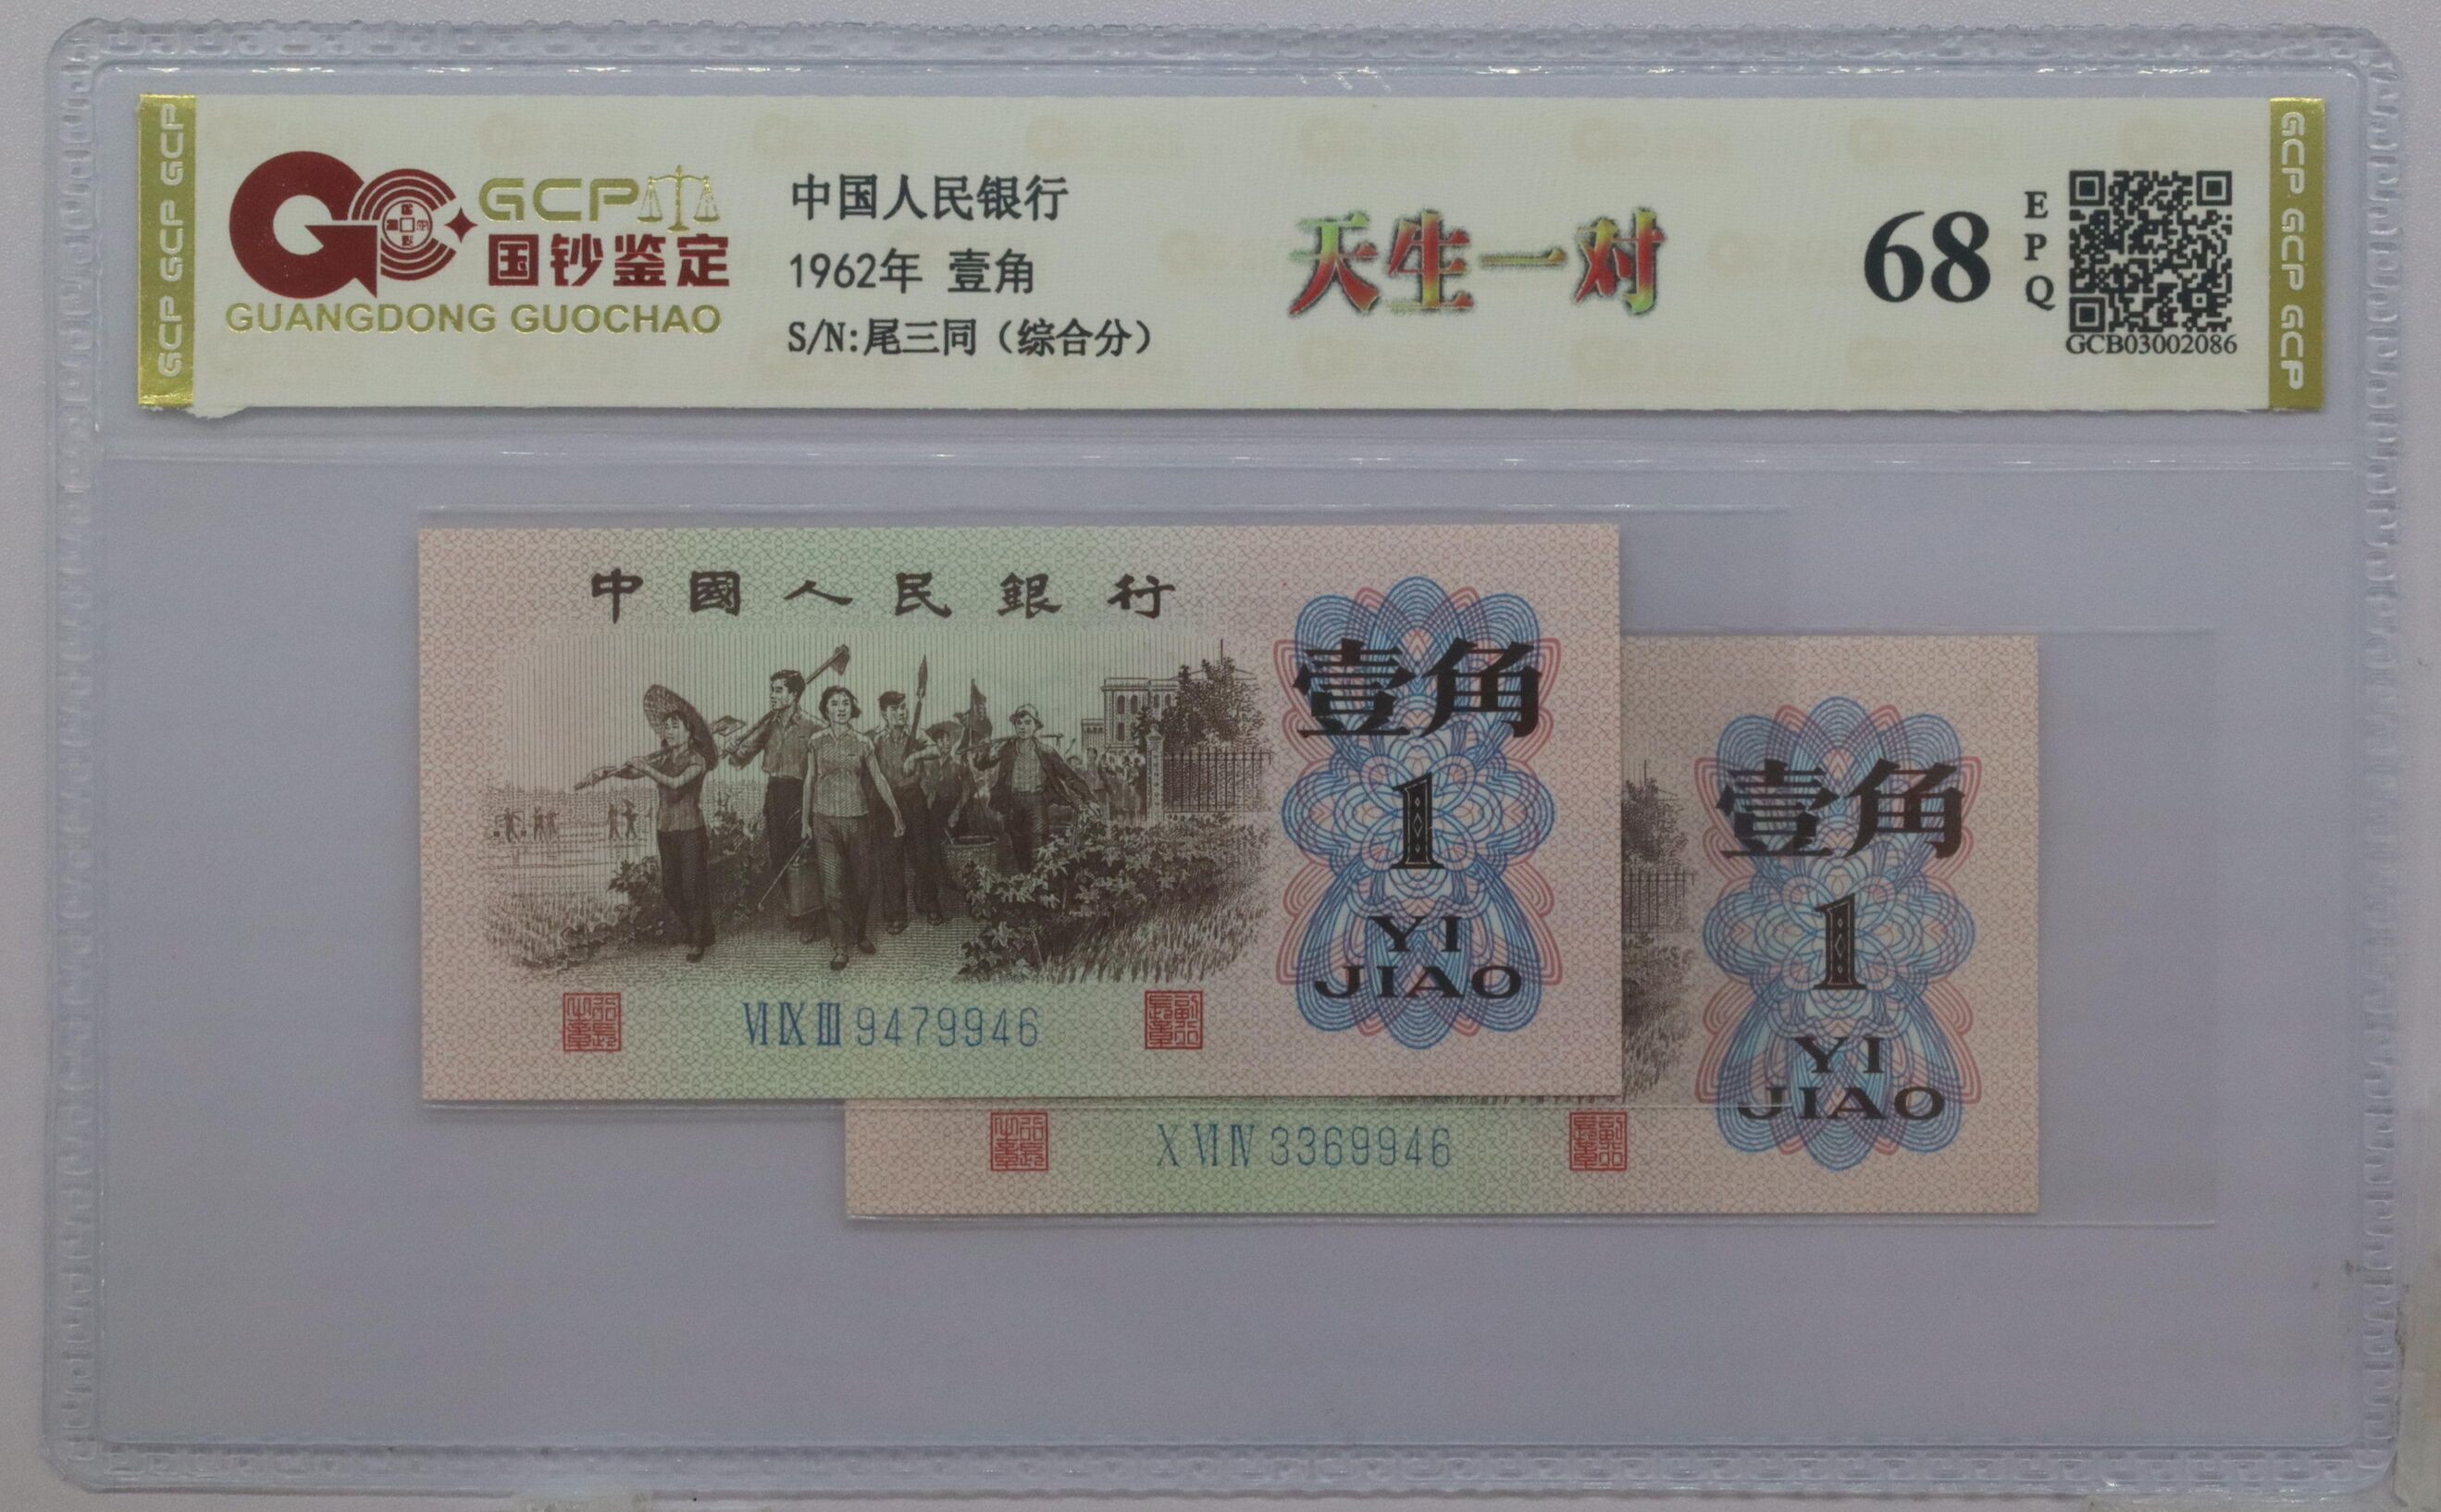 GCP GCP GCP
GCP
国钞鉴定
GUANGDONG GUOCHAO
中国人民银行
1962年 壹角
S/N:尾三同（综合分）
天生一对
68
EPQ
GCB03002086
GCP GCP GCP
中國人民銀行
壹角
1
YI
JIAO
VI IX III 9479946
壹角
1
YI
JIAO
X VI IV 3369946